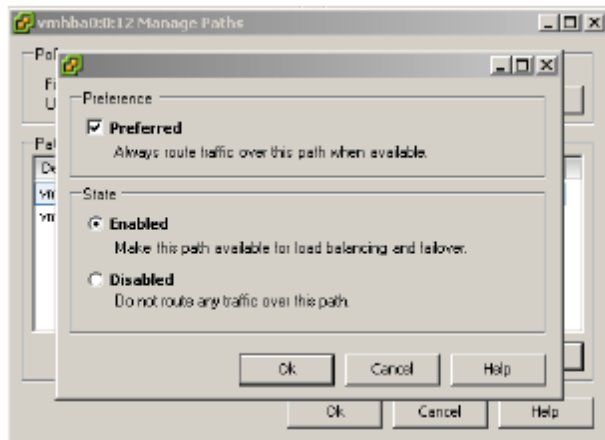 vmhba0:0:12 Manage Paths
Preference
Preferred
Always route traffic over this path when available.
State
Enabled
Make this path available for load balancing and failover.
Disabled
Do not route any traffic over this path.
Ok Cancel Help
Ok Cancel Help